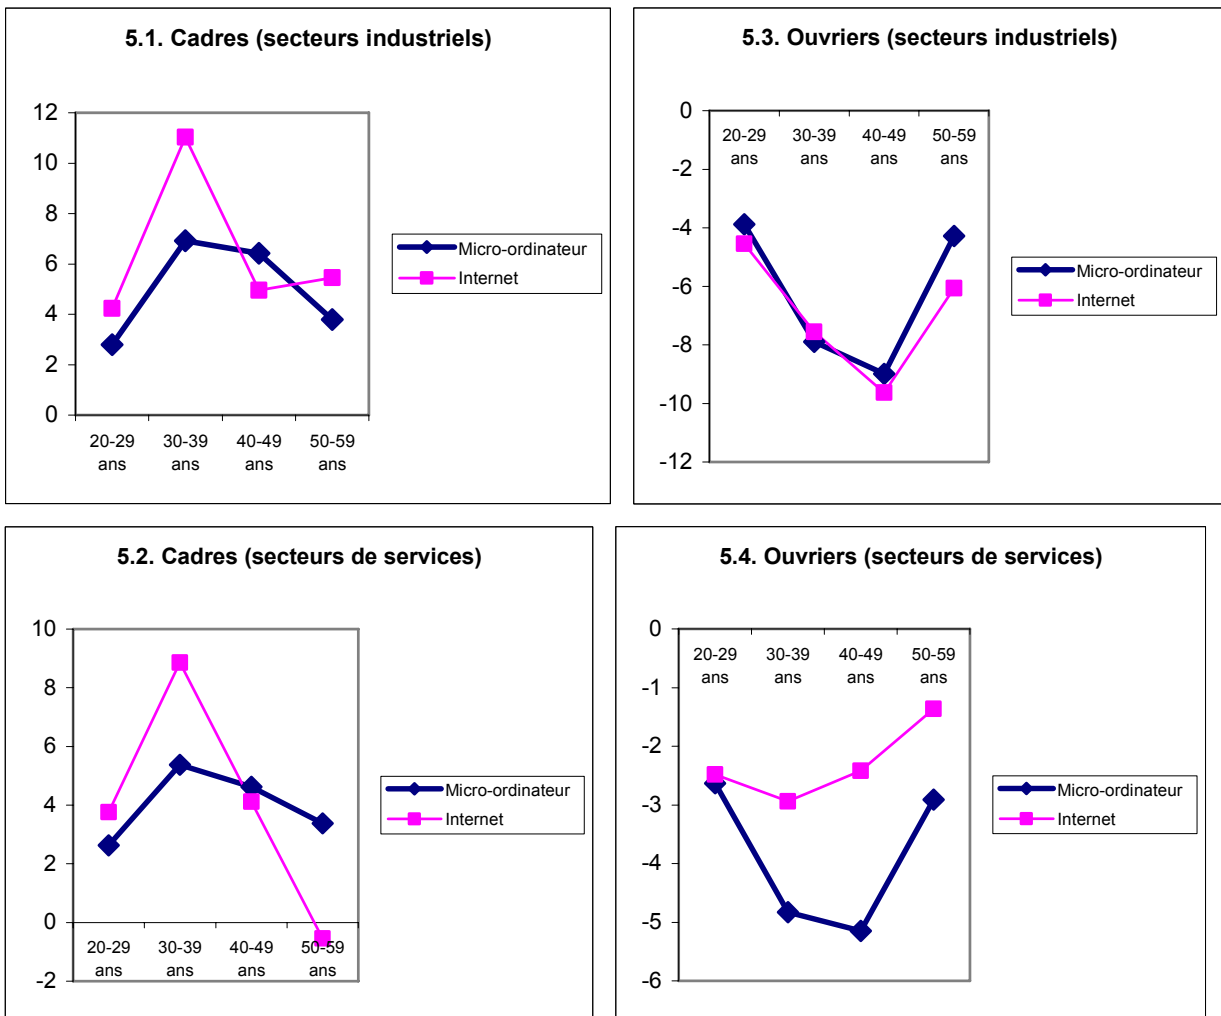 5.1. Cadres (secteurs industriels)
12
10
8
6
4
2
0
20-29 ans
30-39 ans
40-49 ans
50-59 ans
Micro-ordinateur
Internet
5.3. Ouvriers (secteurs industriels)
0
-2
-4
-6
-8
-10
-12
20-29 ans
30-39 ans
40-49 ans
50-59 ans
Micro-ordinateur
Internet
5.2. Cadres (secteurs de services)
10
8
6
4
2
0
-2
20-29 ans
30-39 ans
40-49 ans
50-59 ans
Micro-ordinateur
Internet
5.4. Ouvriers (secteurs de services)
0
-1
-2
-3
-4
-5
-6
20-29 ans
30-39 ans
40-49 ans
50-59 ans
Micro-ordinateur
Internet